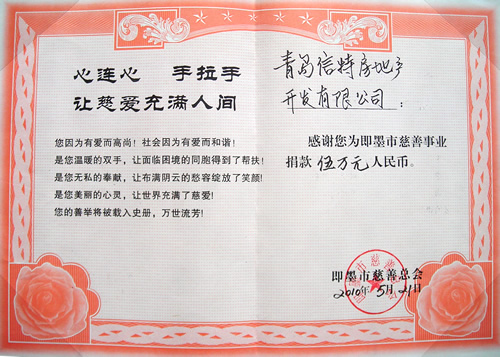 心连心 手拉手
让慈爱充满人间
您因为有爱而高尚！社会因为有爱而和谐！
是您温暖的双手，让面临困境的同胞得到了帮扶！
是您无私的奉献，让布满阴云的愁容绽放了笑颜！
是您美丽的心灵，让世界充满了慈爱！
您的善举将被载入史册，万世流芳！
青岛信特房地产
开发有限公司：
感谢您为即墨市慈善事业
捐款伍万元人民币。
即墨市慈善总会
2010年5月21日